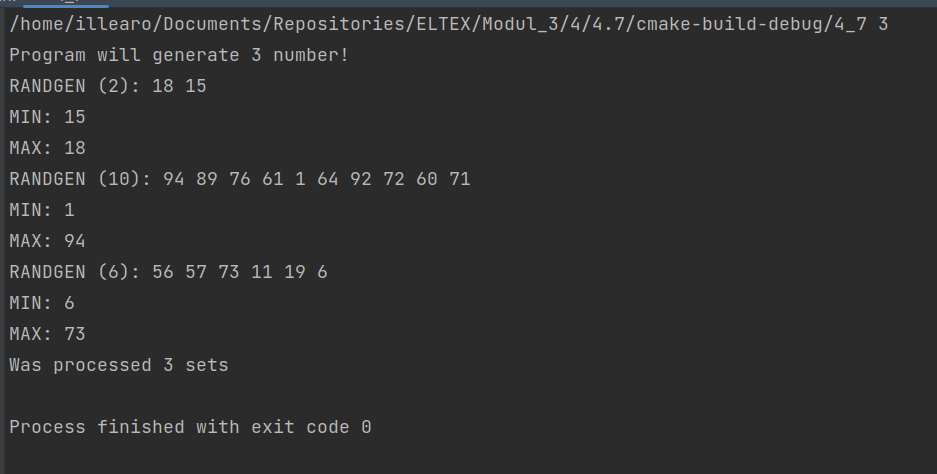 /home/illearo/Documents/Repositories/ELTEX/Modul_3/4/4.7/cmake-build-debug/4_7 3
Program will generate 3 number!
RANDGEN (2): 18 15
MIN: 15
MAX: 18
RANDGEN (10): 94 89 76 61 1 64 92 72 60 71
MIN: 1
MAX: 94
RANDGEN (6): 56 57 73 11 19 6
MIN: 6
MAX: 73
Was processed 3 sets
Process finished with exit code 0